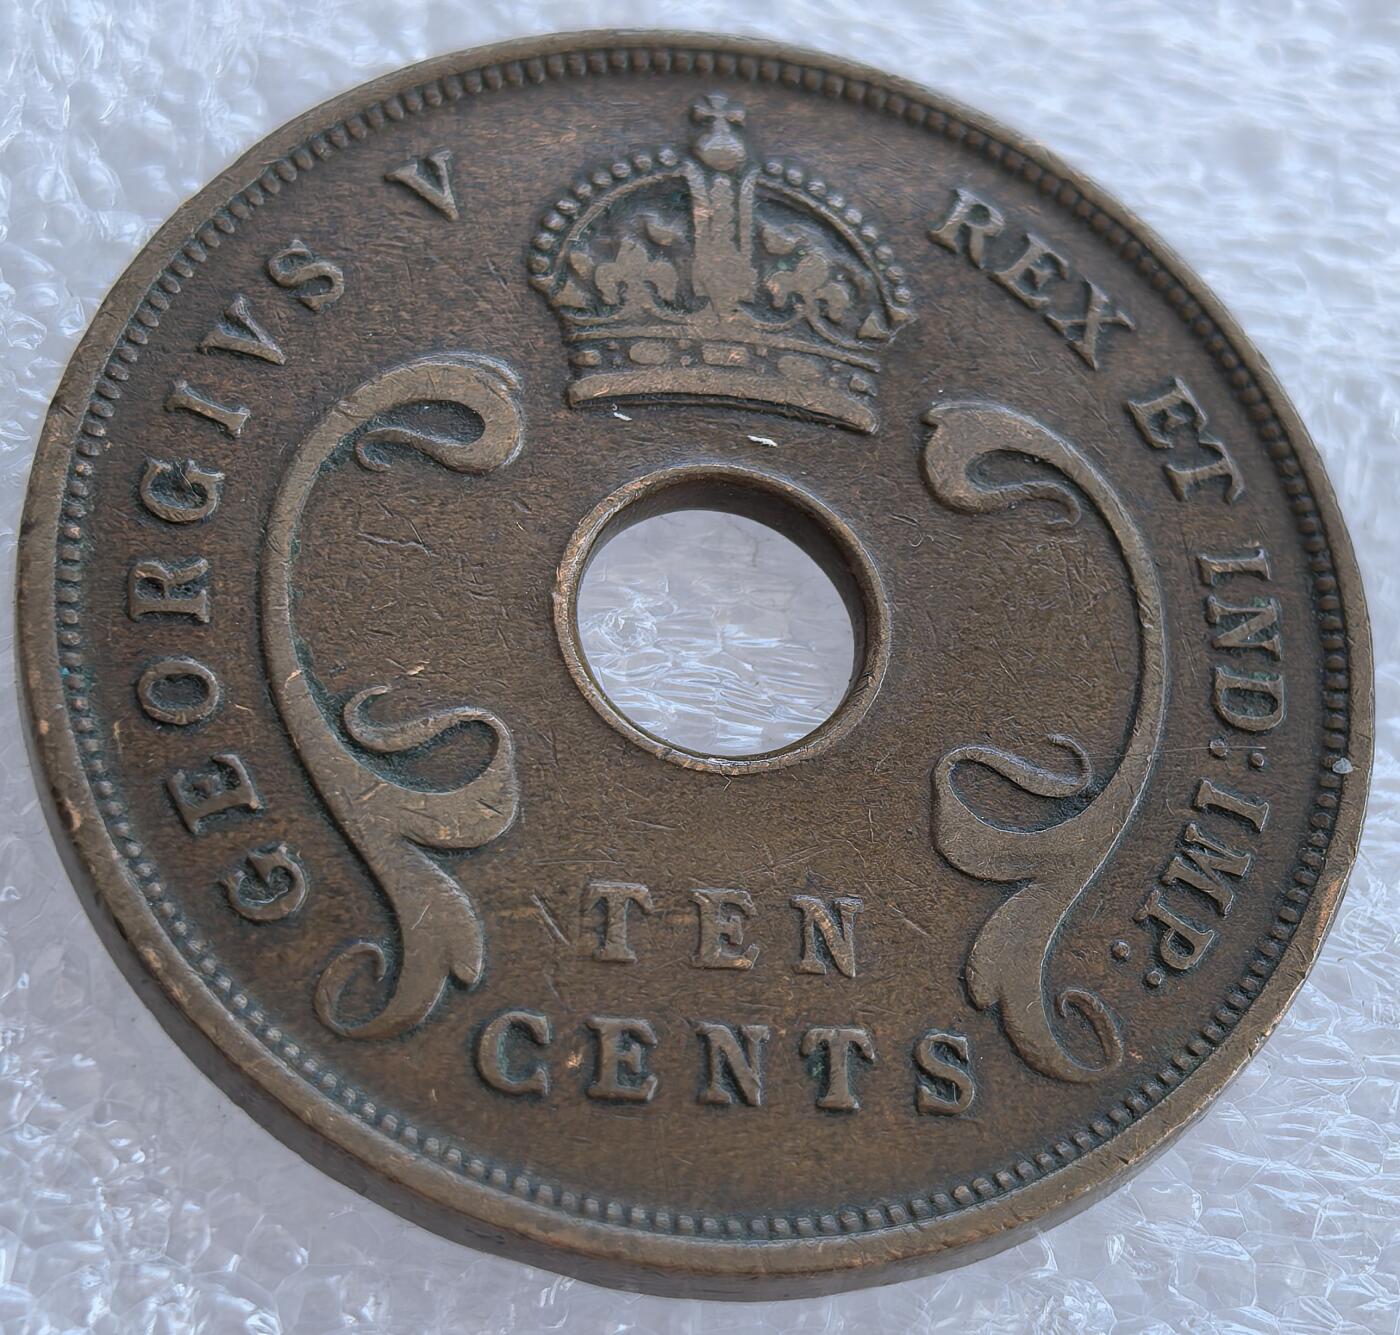 GEORGIVS V REX ET IND: IMP:
TEN
CENTS